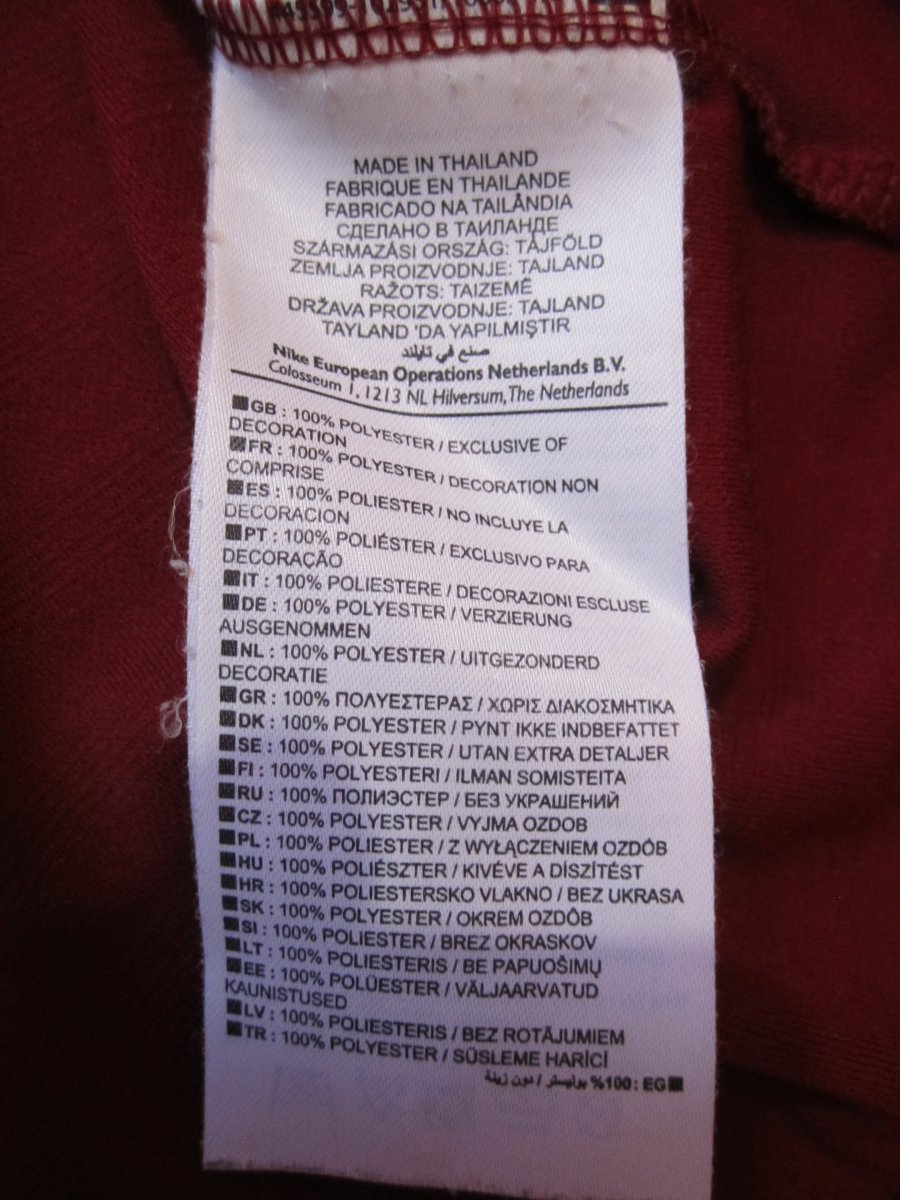 MADE IN THAILAND
FABRIQUE EN THAILANDE
FABRICADO NA TAILÂNDIA
СДЕЛАНО В ТАИЛАНДЕ
SZÁRMAZÁSI ORSZÁG: TÁJFÖLD
ZEMLJA PROIZVODNJE: TAJLAND
RAŽOTS: TAIZEMĒ
DRŽAVA PROIZVODNJE: TAJLAND
TAYLAND 'DA YAPILMIŞTIR
صنع في تايلند
Nike European Operations Netherlands B.V.
Colosseum 1, 1213 NL Hilversum, The Netherlands
GB : 100% POLYESTER / EXCLUSIVE OF
DECORATION
FR : 100% POLYESTER / DECORATION NON
COMPRISE
ES : 100% POLIESTER / NO INCLUYE LA
DECORACION
PT : 100% POLIÉSTER / EXCLUSIVO PARA
DECORAÇÃO
IT : 100% POLIESTERE / DECORAZIONI ESCLUSE
DE : 100% POLYESTER / VERZIERUNG
AUSGENOMMEN
NL : 100% POLYESTER / UITGEZONDERD
DECORATIE
GR : 100% ΠΟΛΥΕΣΤΕΡΑΣ / ΧΩΡΙΣ ΔΙΑΚΟΣΜΗΤΙΚΑ
DK : 100% POLYESTER / PYNT IKKE INDBEFATTET
SE : 100% POLYESTER / UTAN EXTRA DETALJER
FI : 100% POLYESTERI / ILMAN SOMISTEITA
RU : 100% ПОЛИЭСТЕР / БЕЗ УКРАШЕНИЙ
CZ : 100% POLYESTER / VYJMA OZDOB
PL : 100% POLIESTER / Z WYŁĄCZENIEM OZDÓB
HU : 100% POLIÉSZTER / KIVÉVE A DÍSZÍTÉST
HR : 100% POLIESTERSKO VLAKNO / BEZ UKRASA
SK : 100% POLYESTER / OKREM OZDÔB
SI : 100% POLIESTER / BREZ OKRASKOV
LT : 100% POLIESTERIS / BE PAPUOŠIMŲ
EE : 100% POLÜESTER / VÄLJAARVATUD
KAUNISTUSED
LV : 100% POLIESTERIS / BEZ ROTĀJUMIEM
TR : 100% POLYESTER / SÜSLEME HARİCİ
EG : %100 بوليستر / دون زينة